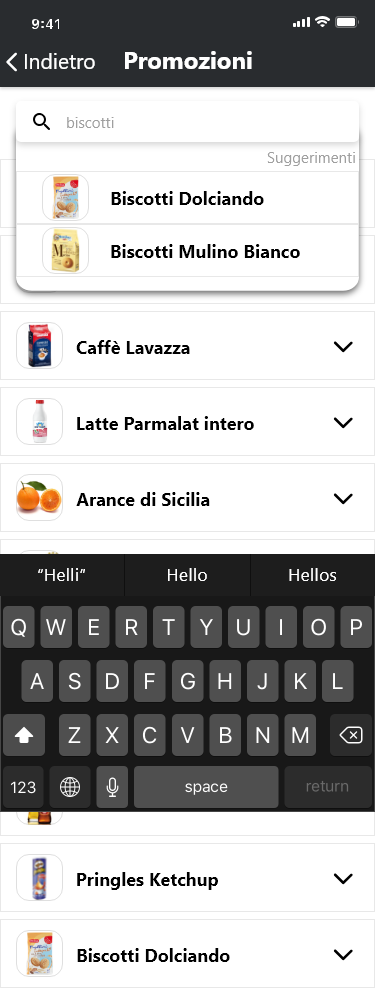 9:41
Indietro
Promozioni
biscotti
Suggerimenti
Biscotti Dolciando
Biscotti Mulino Bianco
Caffè Lavazza
Latte Parmalat intero
Arance di Sicilia
“Helli”
Hello
Hellos
Q W E R T Y U I O P
A S D F G H J K L
Z X C V B N M
123
space
return
Pringles Ketchup
Biscotti Dolciando